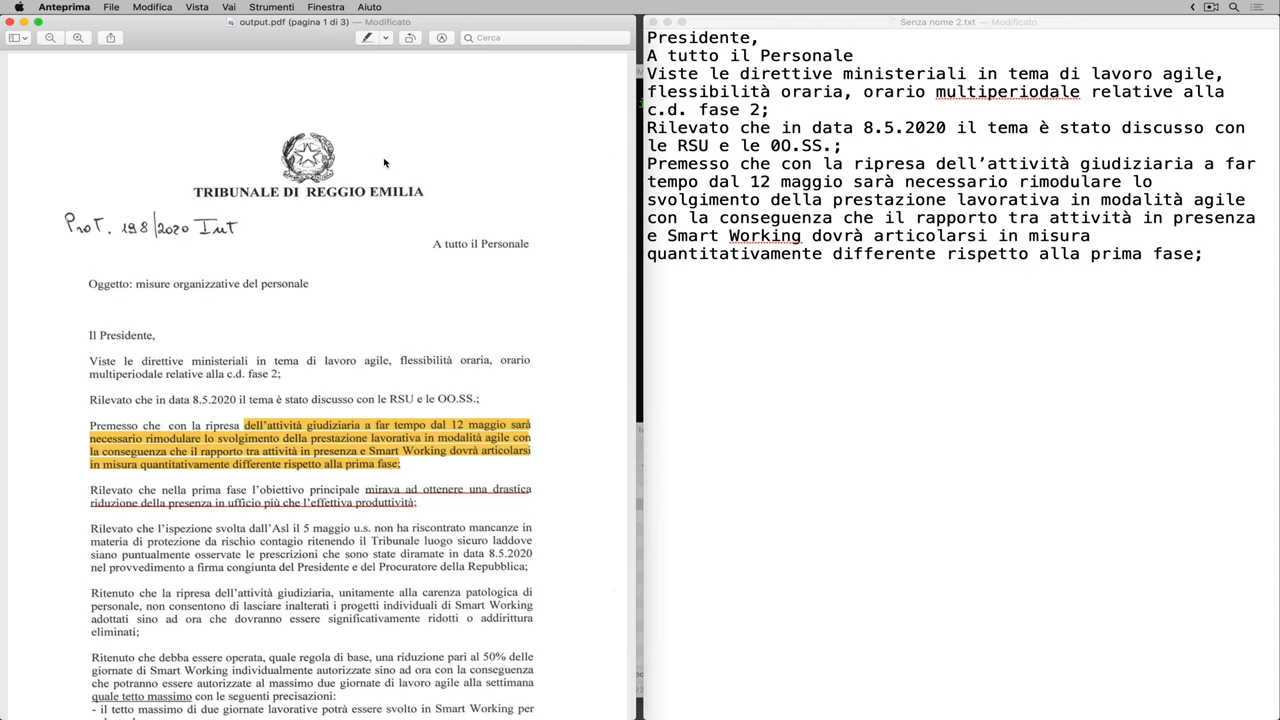 Anteprima File Modifica Vista Vai Strumenti Finestra Aiuto
output.pdf (pagina 1 di 3) — Modificato
Cerca
TRIBUNALE DI REGGIO EMILIA
Prot. 198/2020 Int
A tutto il Personale
Oggetto: misure organizzative del personale
Il Presidente,
Viste le direttive ministeriali in tema di lavoro agile, flessibilità oraria, orario
multiperiodale relative alla c.d. fase 2;
Rilevato che in data 8.5.2020 il tema è stato discusso con le RSU e le OO.SS.;
Premesso che con la ripresa dell'attività giudiziaria a far tempo dal 12 maggio sarà
necessario rimodulare lo svolgimento della prestazione lavorativa in modalità agile con
la conseguenza che il rapporto tra attività in presenza e Smart Working dovrà articolarsi
in misura quantitativamente differente rispetto alla prima fase;
Rilevato che nella prima fase l'obiettivo principale mirava ad ottenere una drastica
riduzione della presenza in ufficio più che l'effettiva produttività;
Rilevato che l'ispezione svolta dall'Asl il 5 maggio u.s. non ha riscontrato mancanze in
materia di protezione da rischio contagio ritenendo il Tribunale luogo sicuro laddove
siano puntualmente osservate le prescrizioni che sono state diramate in data 8.5.2020
nel provvedimento a firma congiunta del Presidente e del Procuratore della Repubblica;
Ritenuto che la ripresa dell'attività giudiziaria, unitamente alla carenza patologica di
personale, non consentono di lasciare inalterati i progetti individuali di Smart Working
adottati sino ad ora che dovranno essere significativamente ridotti o addirittura
eliminati;
Ritenuto che debba essere operata, quale regola di base, una riduzione pari al 50% delle
giornate di Smart Working individualmente autorizzate sino ad ora con la conseguenza
che potranno essere autorizzate al massimo due giornate di lavoro agile alla settimana
quale tetto massimo con le seguenti precisazioni:
- il tetto massimo di due giornate lavorative potrà essere svolto in Smart Working per
Senza nome 2.txt — Modificato
Presidente,
A tutto il Personale
Viste le direttive ministeriali in tema di lavoro agile,
flessibilità oraria, orario multiperiodale relative alla
c.d. fase 2;
Rilevato che in data 8.5.2020 il tema è stato discusso con
le RSU e le 0O.SS.;
Premesso che con la ripresa dell'attività giudiziaria a far
tempo dal 12 maggio sarà necessario rimodulare lo
svolgimento della prestazione lavorativa in modalità agile
con la conseguenza che il rapporto tra attività in presenza
e Smart Working dovrà articolarsi in misura
quantitativamente differente rispetto alla prima fase;